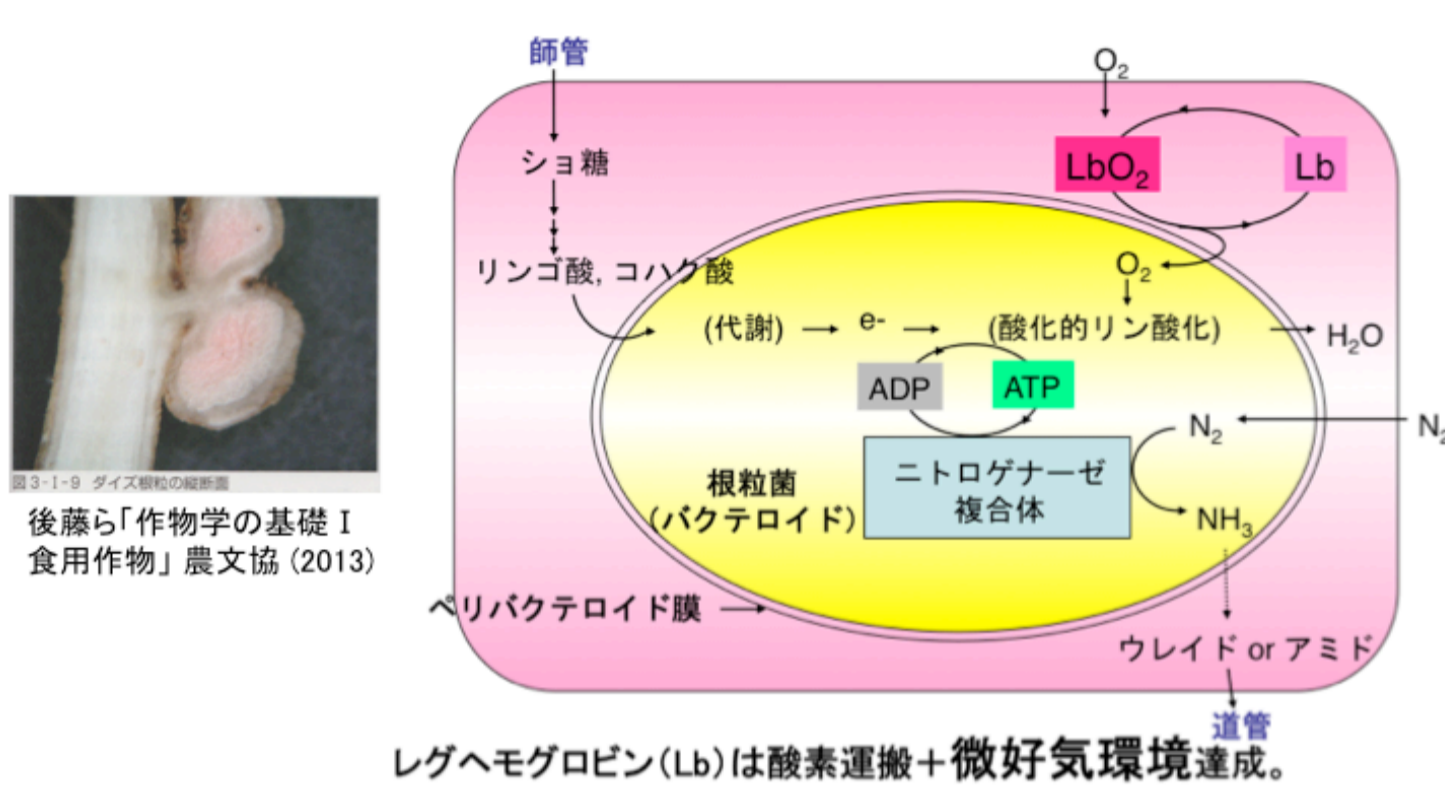 師管
O₂
ショ糖
LbO₂
Lb
リンゴ酸, コハク酸
O₂
(代謝)
e-
(酸化的リン酸化)
H₂O
ADP
ATP
N₂
N₂
ニトロゲナーゼ
複合体
根粒菌
(バクテロイド)
NH₃
図3-I-9 ダイズ根粒の縦断面
後藤ら「作物学の基礎Ⅰ
食用作物」農文協(2013)
ペリバクテロイド膜
ウレイド or アミド
道管
レグヘモグロビン(Lb)は酸素運搬+微好気環境達成。